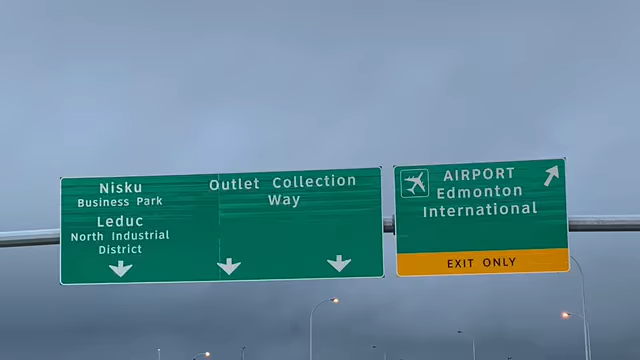 Nisku
Business Park
Leduc
North Industrial
District
Outlet Collection
Way
AIRPORT
Edmonton
International
EXIT ONLY